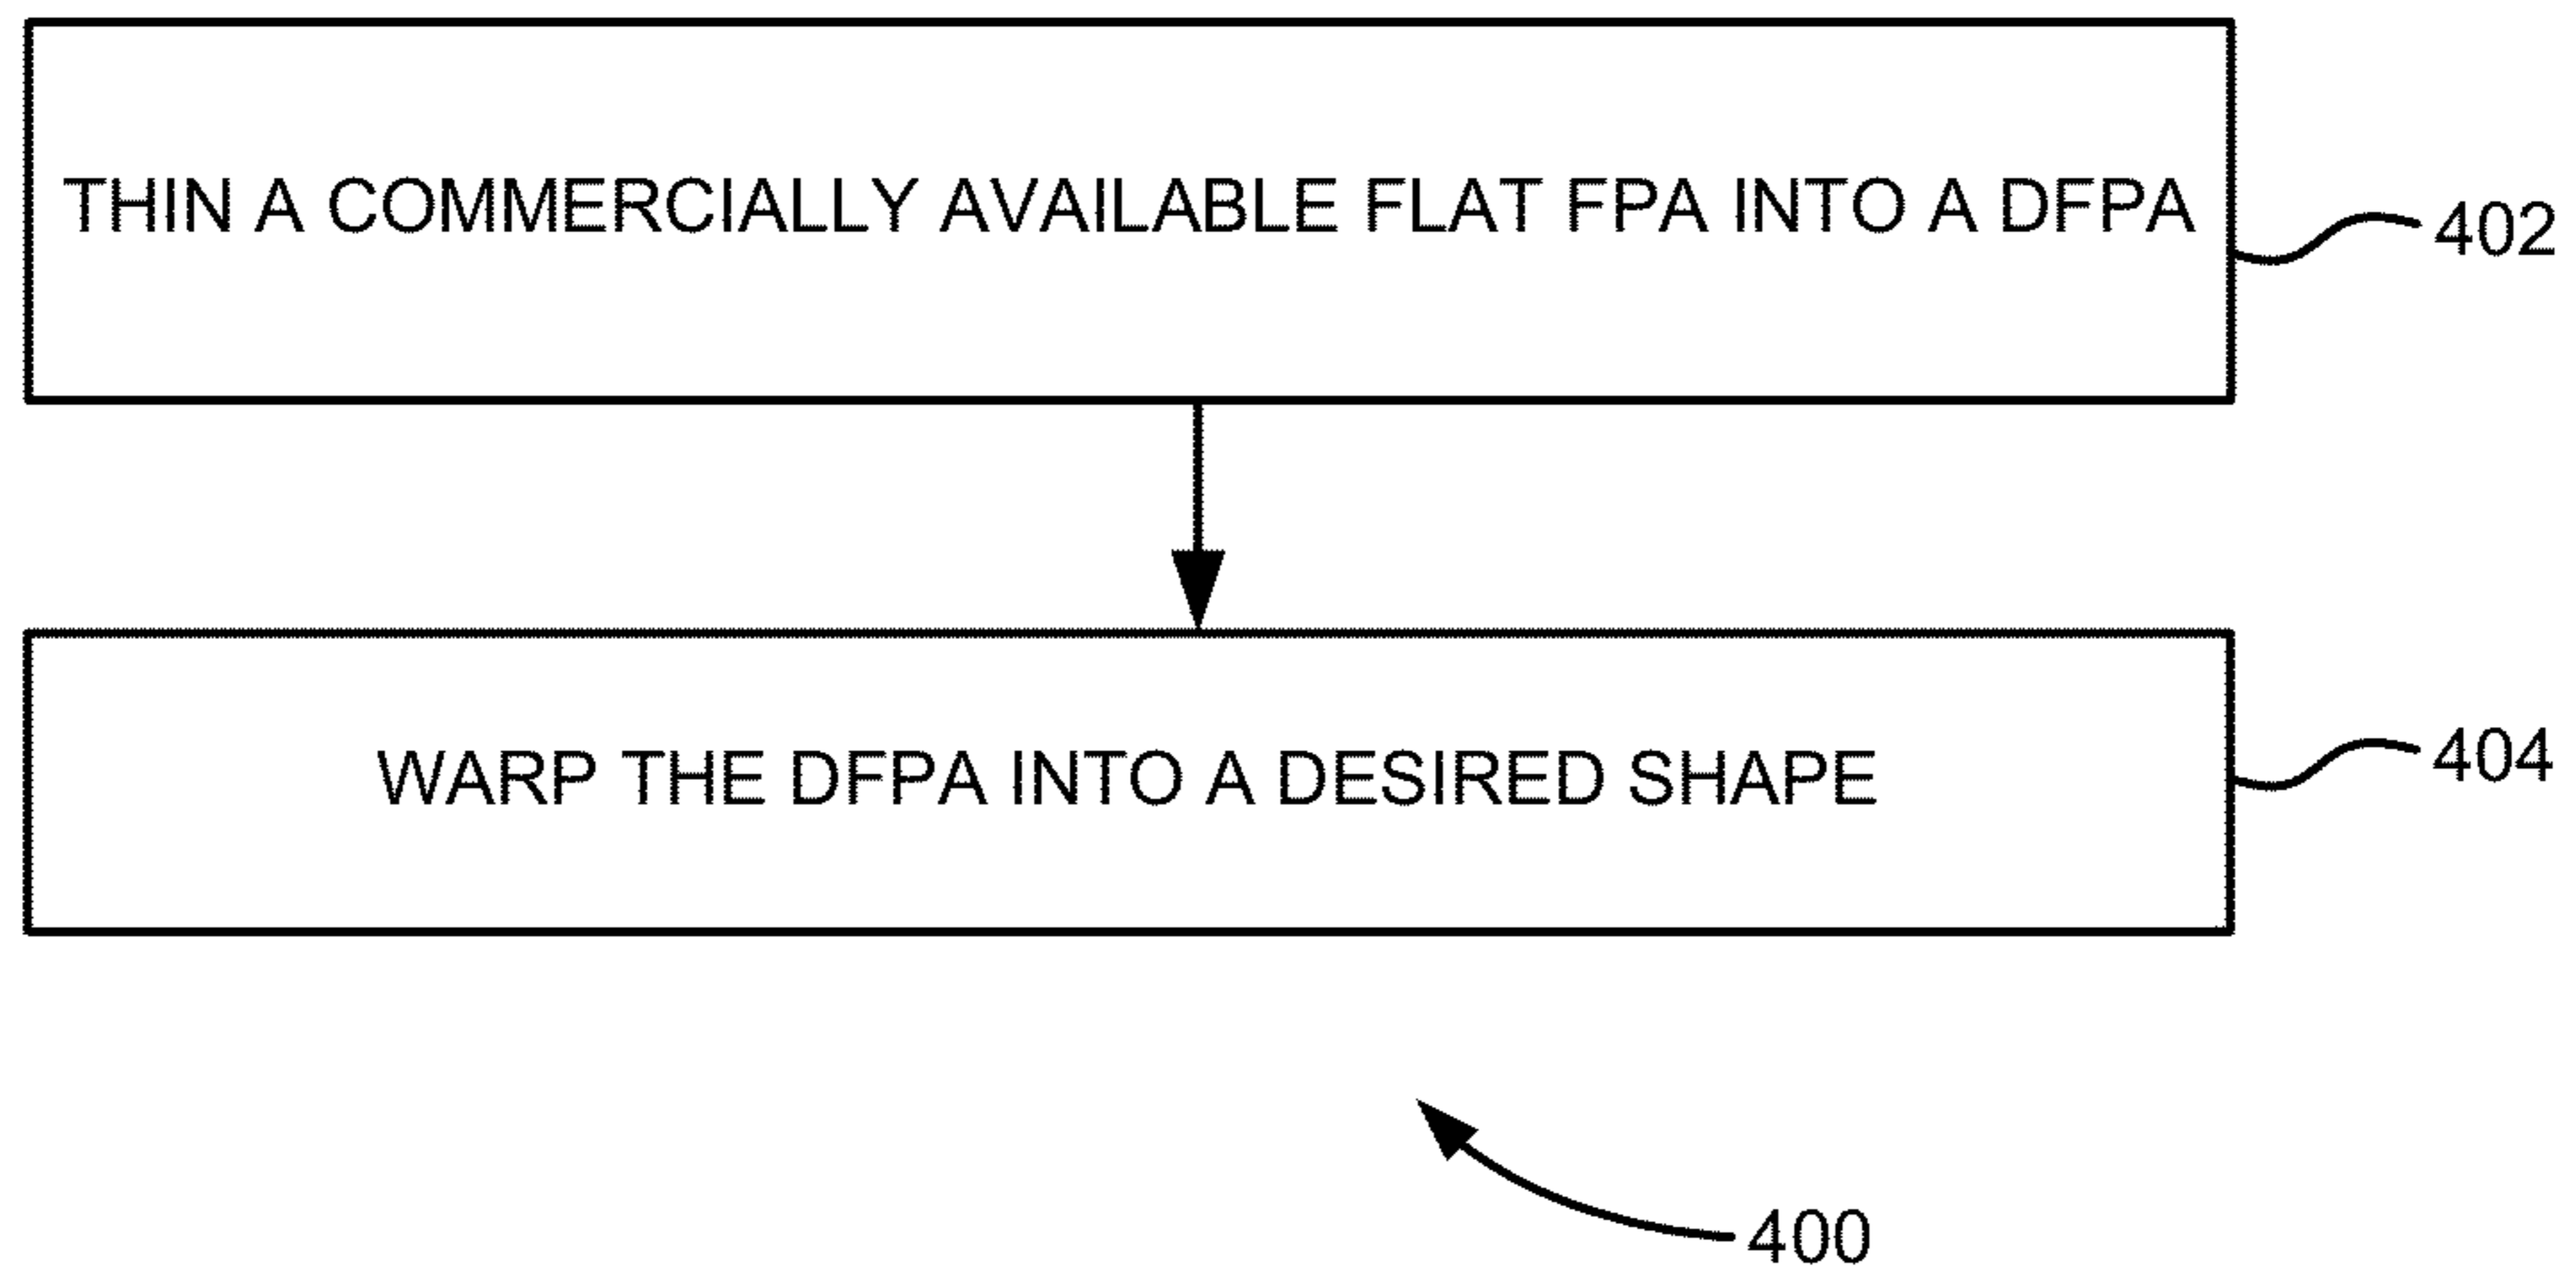 THIN A COMMERCIALLY AVAILABLE FLAT FPA INTO A DFPA
402
WARP THE DFPA INTO A DESIRED SHAPE
404
400